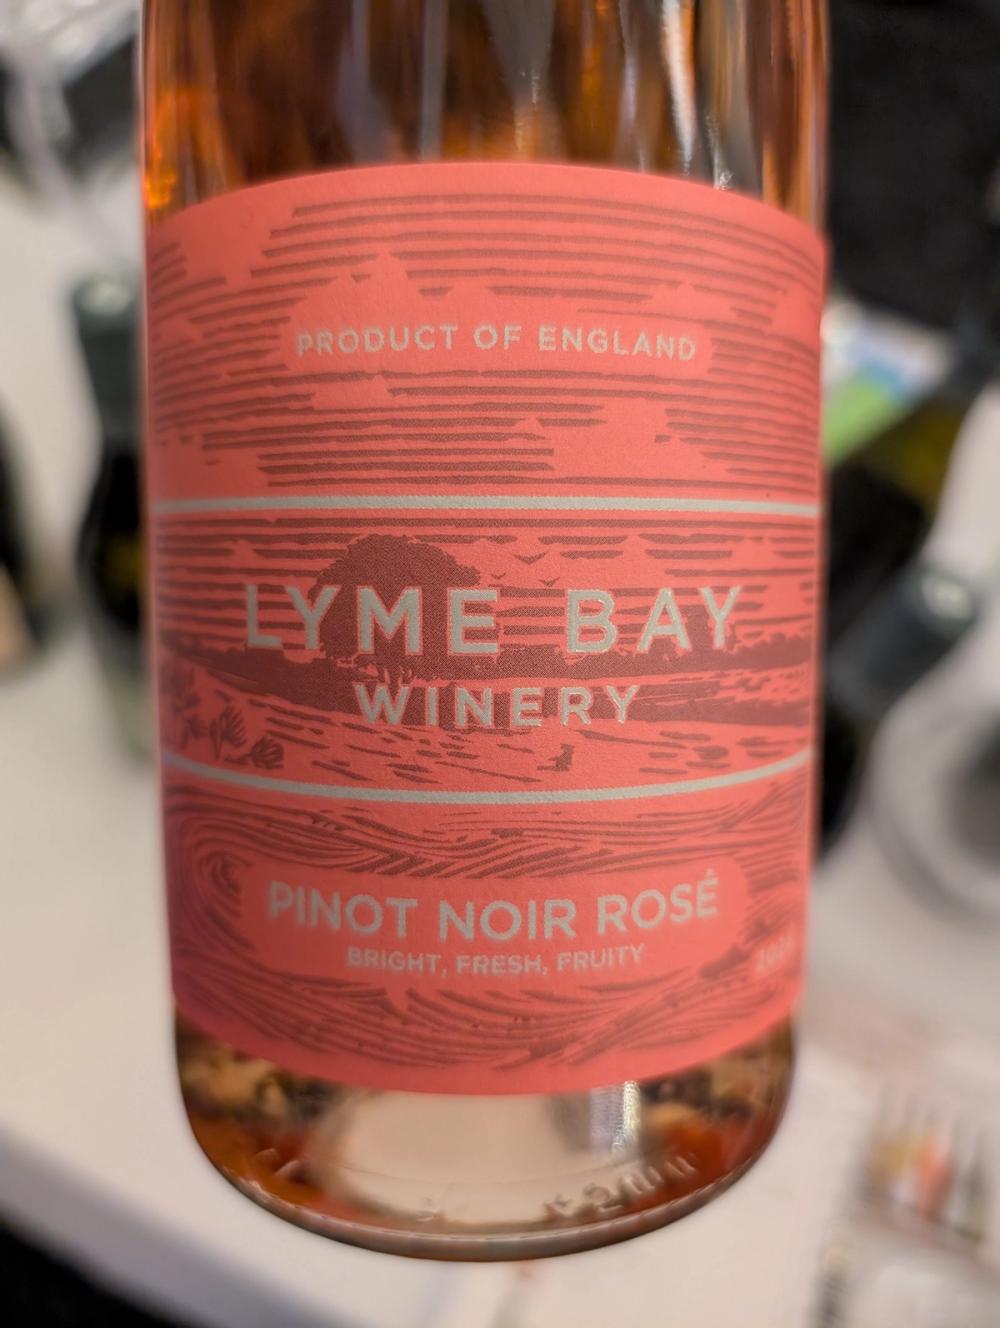 PRODUCT OF ENGLAND
LYME BAY
WINERY
PINOT NOIR ROSÉ
BRIGHT, FRESH, FRUITY